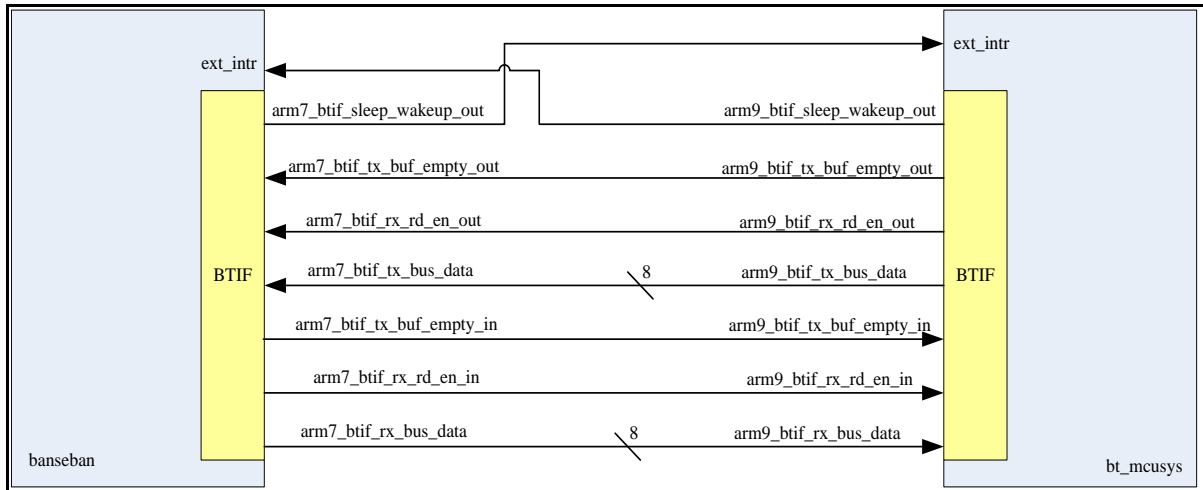 ext_intr
ext_intr
arm7_btif_sleep_wakeup_out
arm9_btif_sleep_wakeup_out
arm7_btif_tx_buf_empty_out
arm9_btif_tx_buf_empty_out
arm7_btif_rx_rd_en_out
arm9_btif_rx_rd_en_out
BTIF
arm7_btif_tx_bus_data
8
arm9_btif_tx_bus_data
BTIF
arm7_btif_tx_buf_empty_in
arm9_btif_tx_buf_empty_in
arm7_btif_rx_rd_en_in
arm9_btif_rx_rd_en_in
arm7_btif_rx_bus_data
8
arm9_btif_rx_bus_data
banseban
bt_mcusys